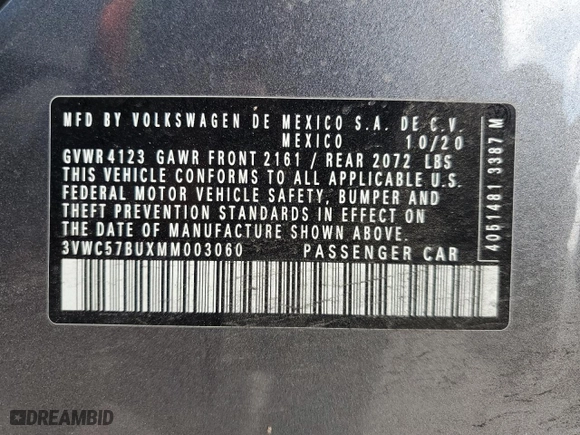 MFD BY VOLKSWAGEN DE MEXICO S.A. DE C.V.
MEXICO 10/20
GVWR 4123 GAWR FRONT 2161 / REAR 2072 LBS
THIS VEHICLE CONFORMS TO ALL APPLICABLE U.S.
FEDERAL MOTOR VEHICLE SAFETY, BUMPER AND
THEFT PREVENTION STANDARDS IN EFFECT ON
THE DATE OF MANUFACTURE SHOWN ABOVE.
3VWC57BUXMM003060 PASSENGER CAR
4051481 3387 M
DREAMBID